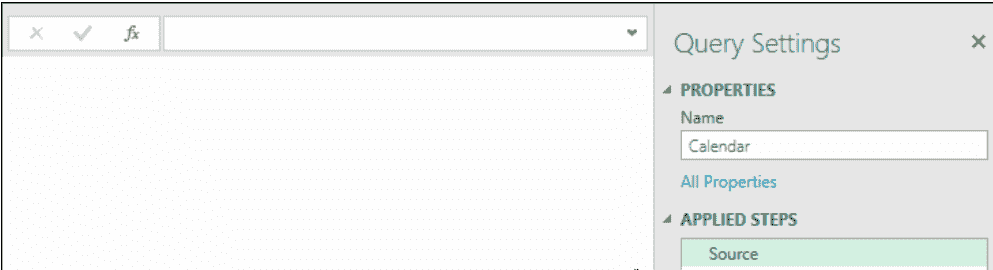 fx
Query Settings
PROPERTIES
Name
Calendar
All Properties
APPLIED STEPS
Source